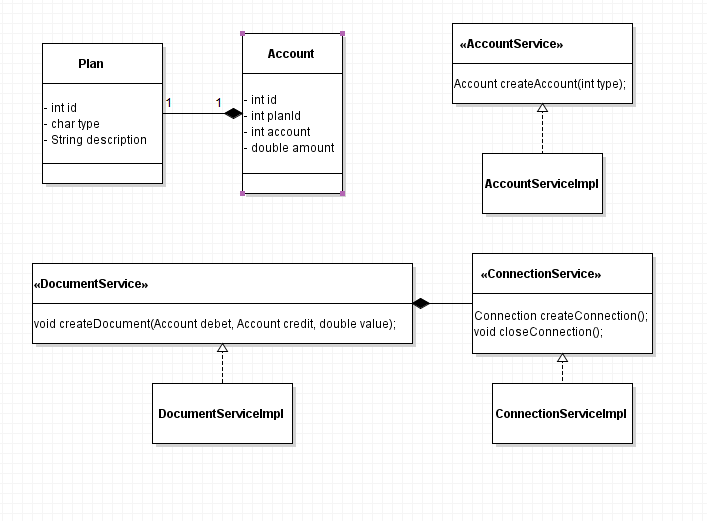 Plan
- int id
- char type
- String description
1
1
Account
- int id
- int planId
- int account
- double amount
«AccountService»
Account createAccount(int type);
AccountServiceImpl
«DocumentService»
void createDocument(Account debet, Account credit, double value);
DocumentServiceImpl
«ConnectionService»
Connection createConnection();
void closeConnection();
ConnectionServiceImpl